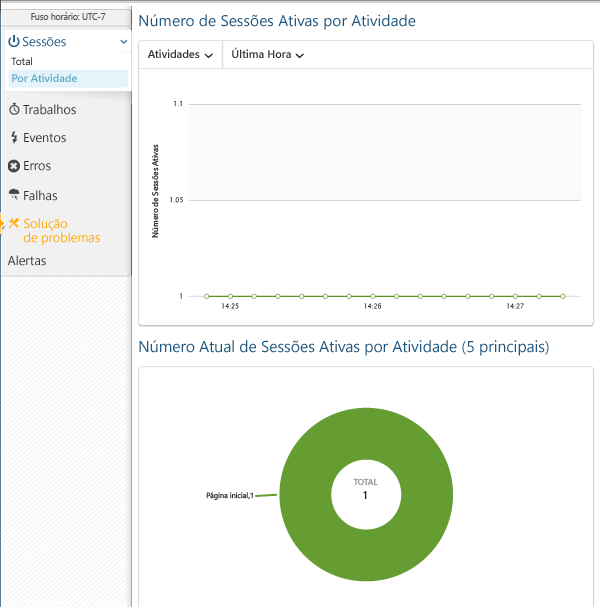 Fuso horário: UTC-7
Sessões
Total
Por Atividade
Trabalhos
Eventos
Erros
Falhas
Solução
de problemas
Alertas
Número de Sessões Ativas por Atividade
Atividades Última Hora
Número de Sessões Ativas
1.1
1.05
1
14:25 14:26 14:27
Número Atual de Sessões Ativas por Atividade (5 principais)
TOTAL
1
Página inicial,1